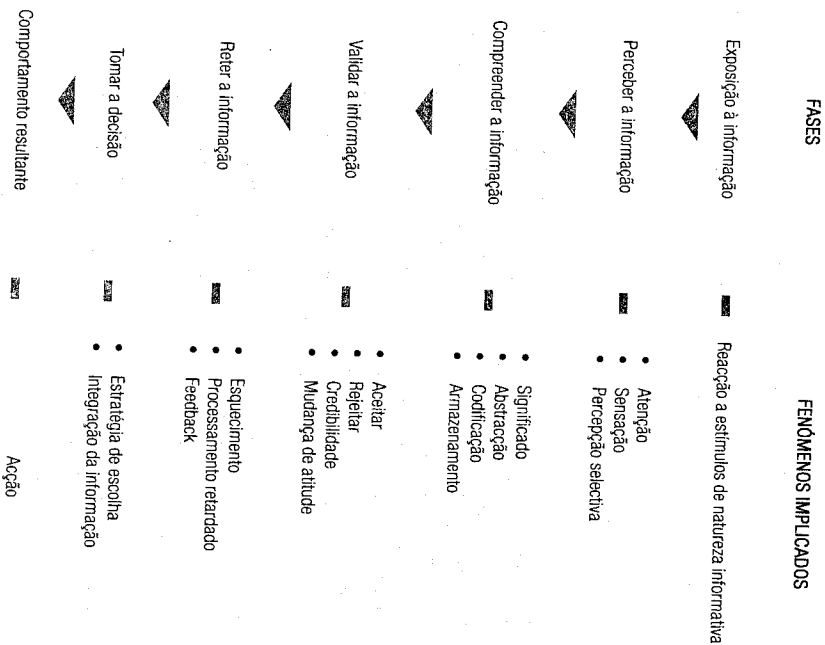 FASES
FENÓMENOS IMPLICADOS
Exposição à informação
Reacção a estímulos de natureza informativa
Perceber a informação
• Atenção
• Sensação
• Percepção selectiva
Compreender a informação
• Significado
• Abstracção
• Codificação
• Armazenamento
Validar a informação
• Aceitar
• Rejeitar
• Credibilidade
• Mudança de atitude
Reter a informação
• Esquecimento
• Processamento retardado
• Feedback
Tomar a decisão
• Estratégia de escolha
• Integração da informação
Comportamento resultante
Acção